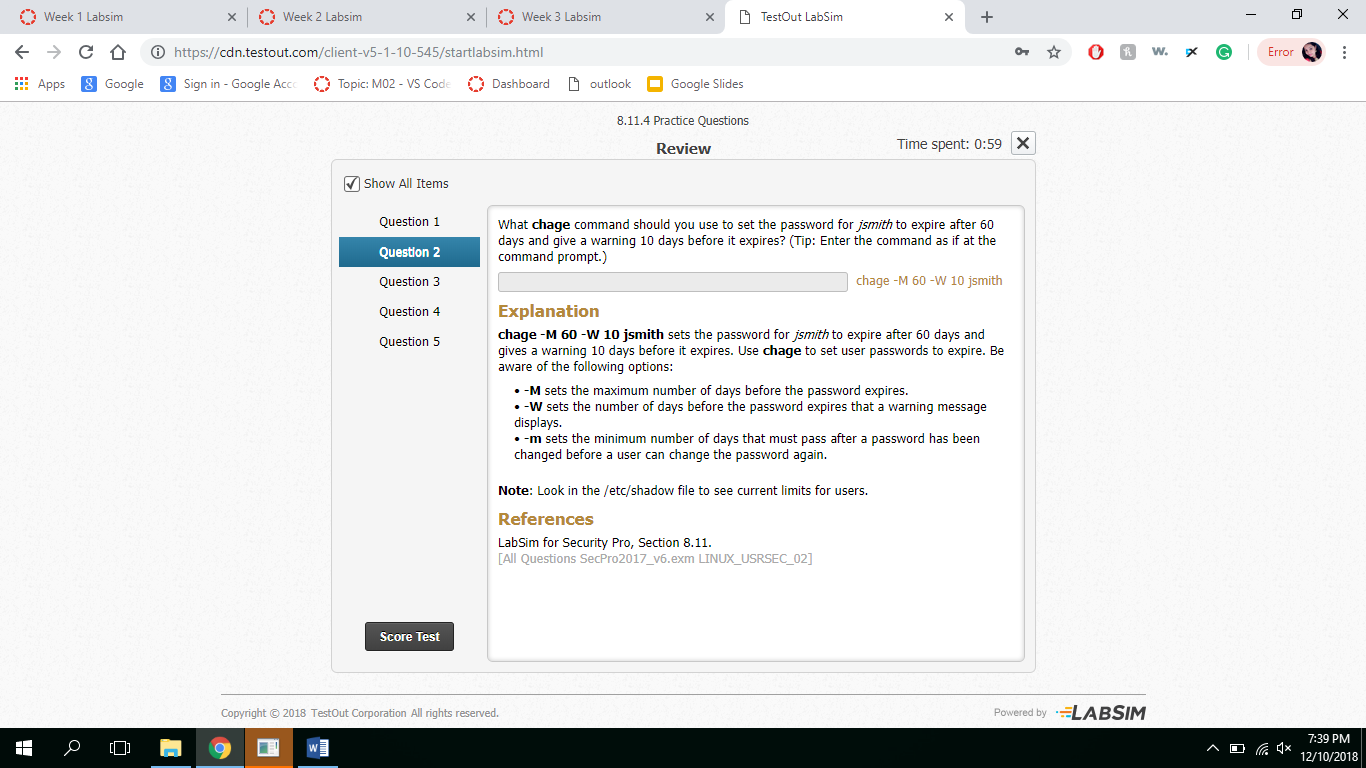 Week 1 Labsim
Week 2 Labsim
Week 3 Labsim
TestOut LabSim
https://cdn.testout.com/client-v5-1-10-545/startlabsim.html
Error
Apps
Google
Sign in - Google Acco
Topic: M02 - VS Code
Dashboard
outlook
Google Slides
8.11.4 Practice Questions
Review
Time spent: 0:59
Show All Items
Question 1
Question 2
Question 3
Question 4
Question 5
Score Test
What chage command should you use to set the password for jsmith to expire after 60
days and give a warning 10 days before it expires? (Tip: Enter the command as if at the
command prompt.)
chage -M 60 -W 10 jsmith
Explanation
chage -M 60 -W 10 jsmith sets the password for jsmith to expire after 60 days and
gives a warning 10 days before it expires. Use chage to set user passwords to expire. Be
aware of the following options:
• -M sets the maximum number of days before the password expires.
• -W sets the number of days before the password expires that a warning message
displays.
• -m sets the minimum number of days that must pass after a password has been
changed before a user can change the password again.
Note: Look in the /etc/shadow file to see current limits for users.
References
LabSim for Security Pro, Section 8.11.
[All Questions SecPro2017_v6.exm LINUX_USRSEC_02]
Copyright © 2018 TestOut Corporation All rights reserved.
Powered by LABSIM
7:39 PM
12/10/2018